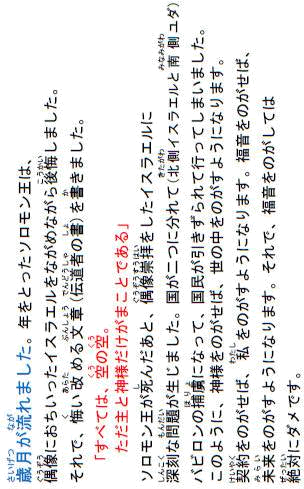 歳月が流れました。年をとったソロモン王は、
偶像におちいったイスラエルをながめながら後悔しました。
それで、悔い改める文章(伝道者の書)を書きました。
「すべては、空の空。
ただ主と神様だけがまことである」
ソロモン王が死んだあと、偶像崇拝をしたイスラエルに
深刻な問題が生じました。国が二つに分れて(北側イスラエルと南側ユダ)
バビロンの捕虜になって、国民が引きずられて行ってしまいました。
このように、神様をのがせば、世の中をのがすようになります。
契約をのがせば、私をのがすようになります。福音をのがせば、
未来をのがすようになります。それで、福音をのがしては
絶対にダメです。